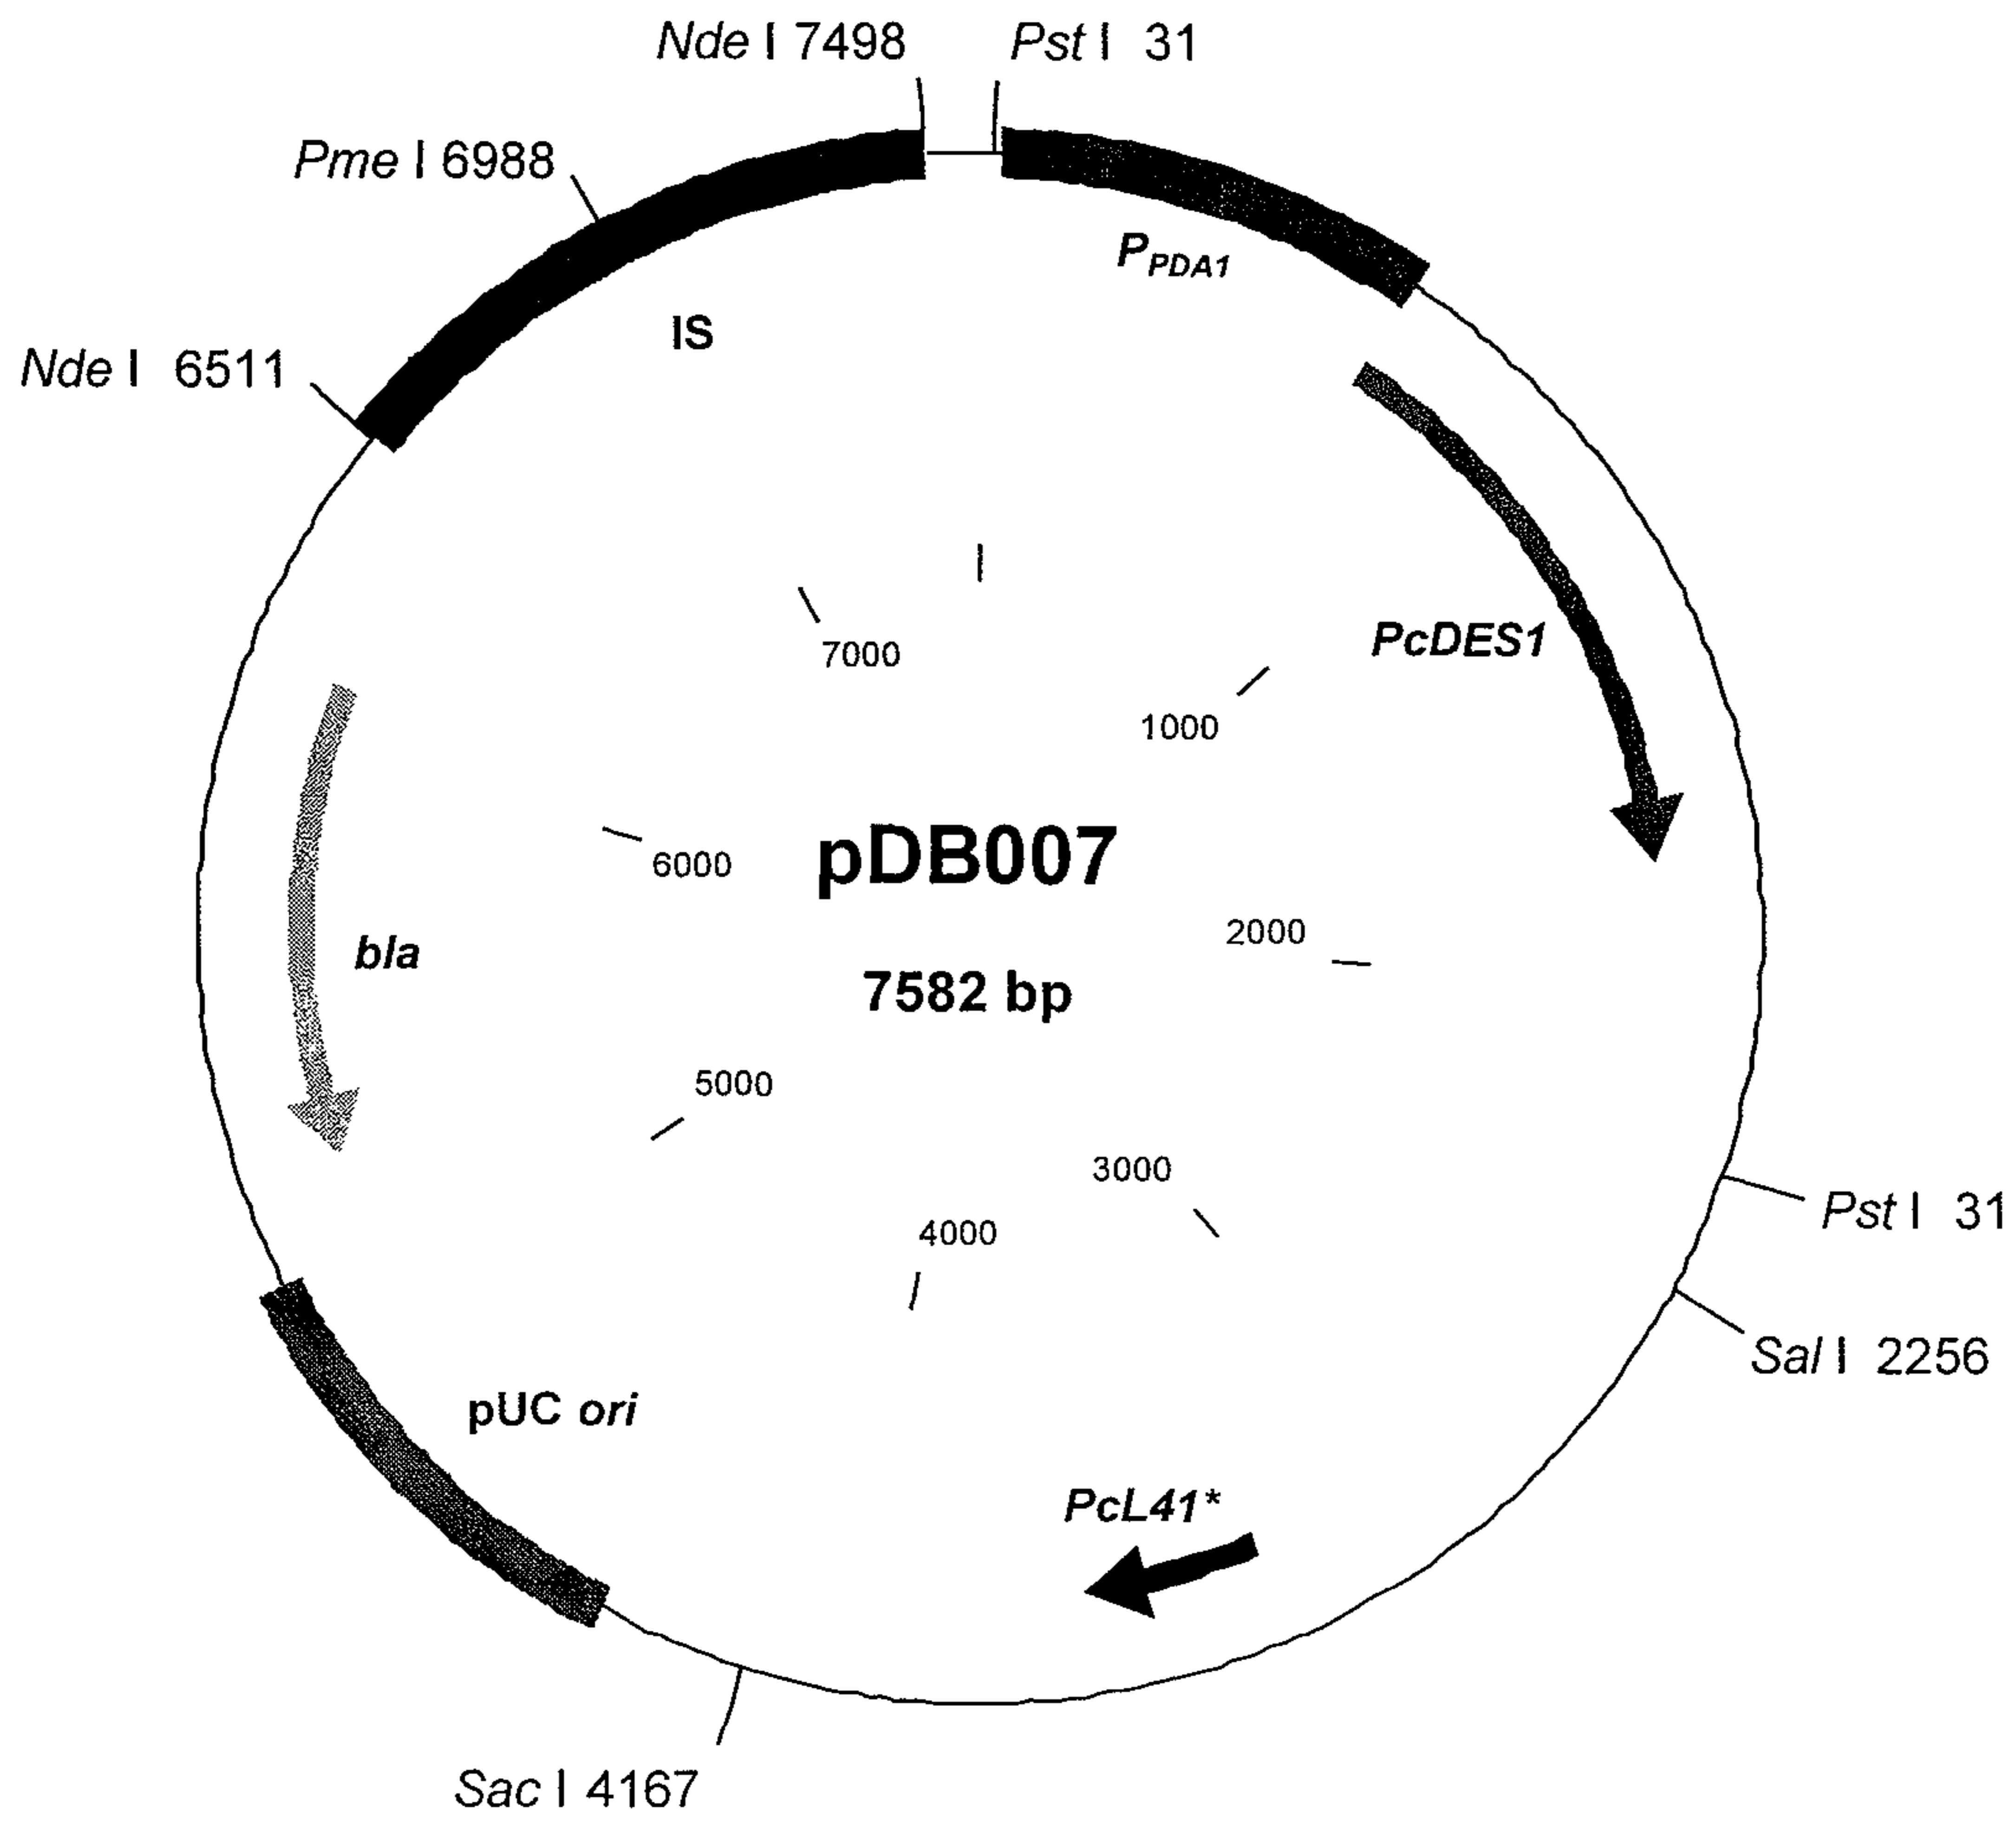 Nde I 7498
Pst I 31
Pme I 6988
P PDA1
IS
Nde I 6511
PcDES1
7000
1000
pDB007
6000
2000
bla
7582 bp
5000
3000
Pst I 31
4000
Sal I 2256
pUC ori
PcL41*
Sac I 4167